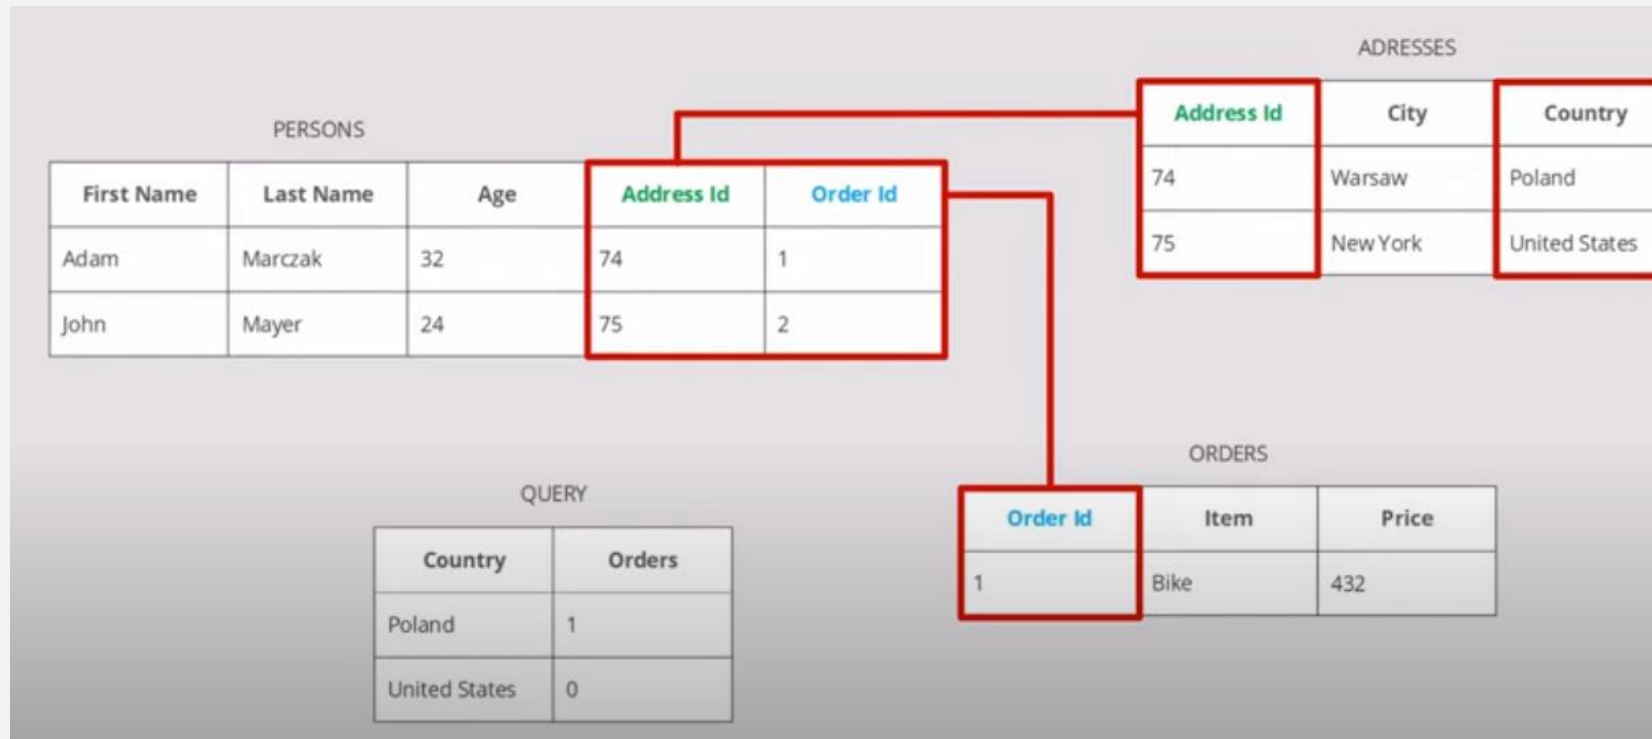 ADRESSES
Address Id City Country
74 Warsaw Poland
75 New York United States
PERSONS
First Name Last Name Age Address Id Order Id
Adam Marczak 32 74 1
John Mayer 24 75 2
QUERY
Country Orders
Poland 1
United States 0
ORDERS
Order Id Item Price
1 Bike 432